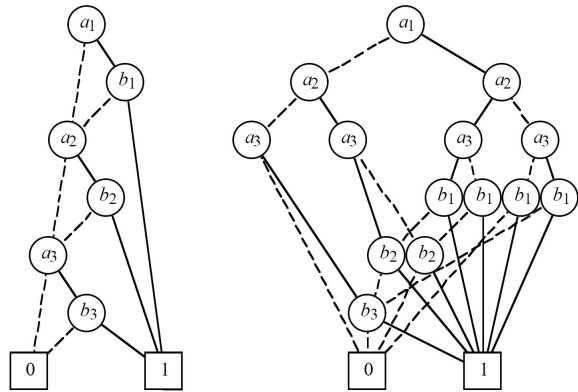 a1 a1
b1 a2 a2
a2 a3 a3 a3 a3
b2 b1 b1 b1 b1
a3 b2 b2
b3 b3
0 1 0 1